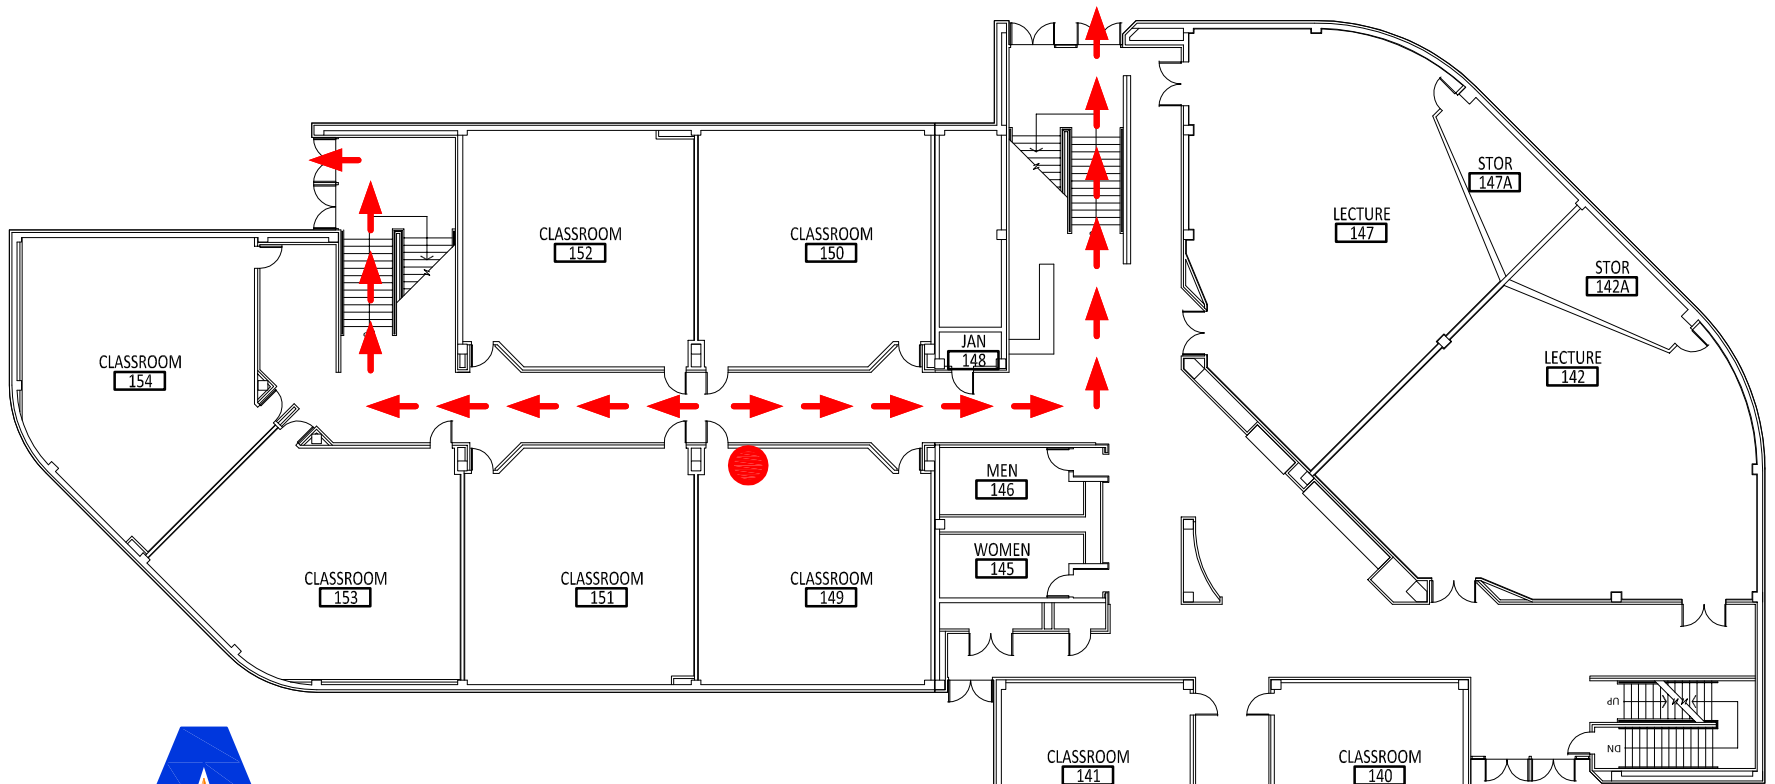 STOR
147A
LECTURE
147
CLASSROOM
152
CLASSROOM
150
STOR
142A
JAN
148
CLASSROOM
154
LECTURE
142
MEN
146
WOMEN
145
CLASSROOM
153
CLASSROOM
151
CLASSROOM
149
UP
DN
CLASSROOM
141
CLASSROOM
140